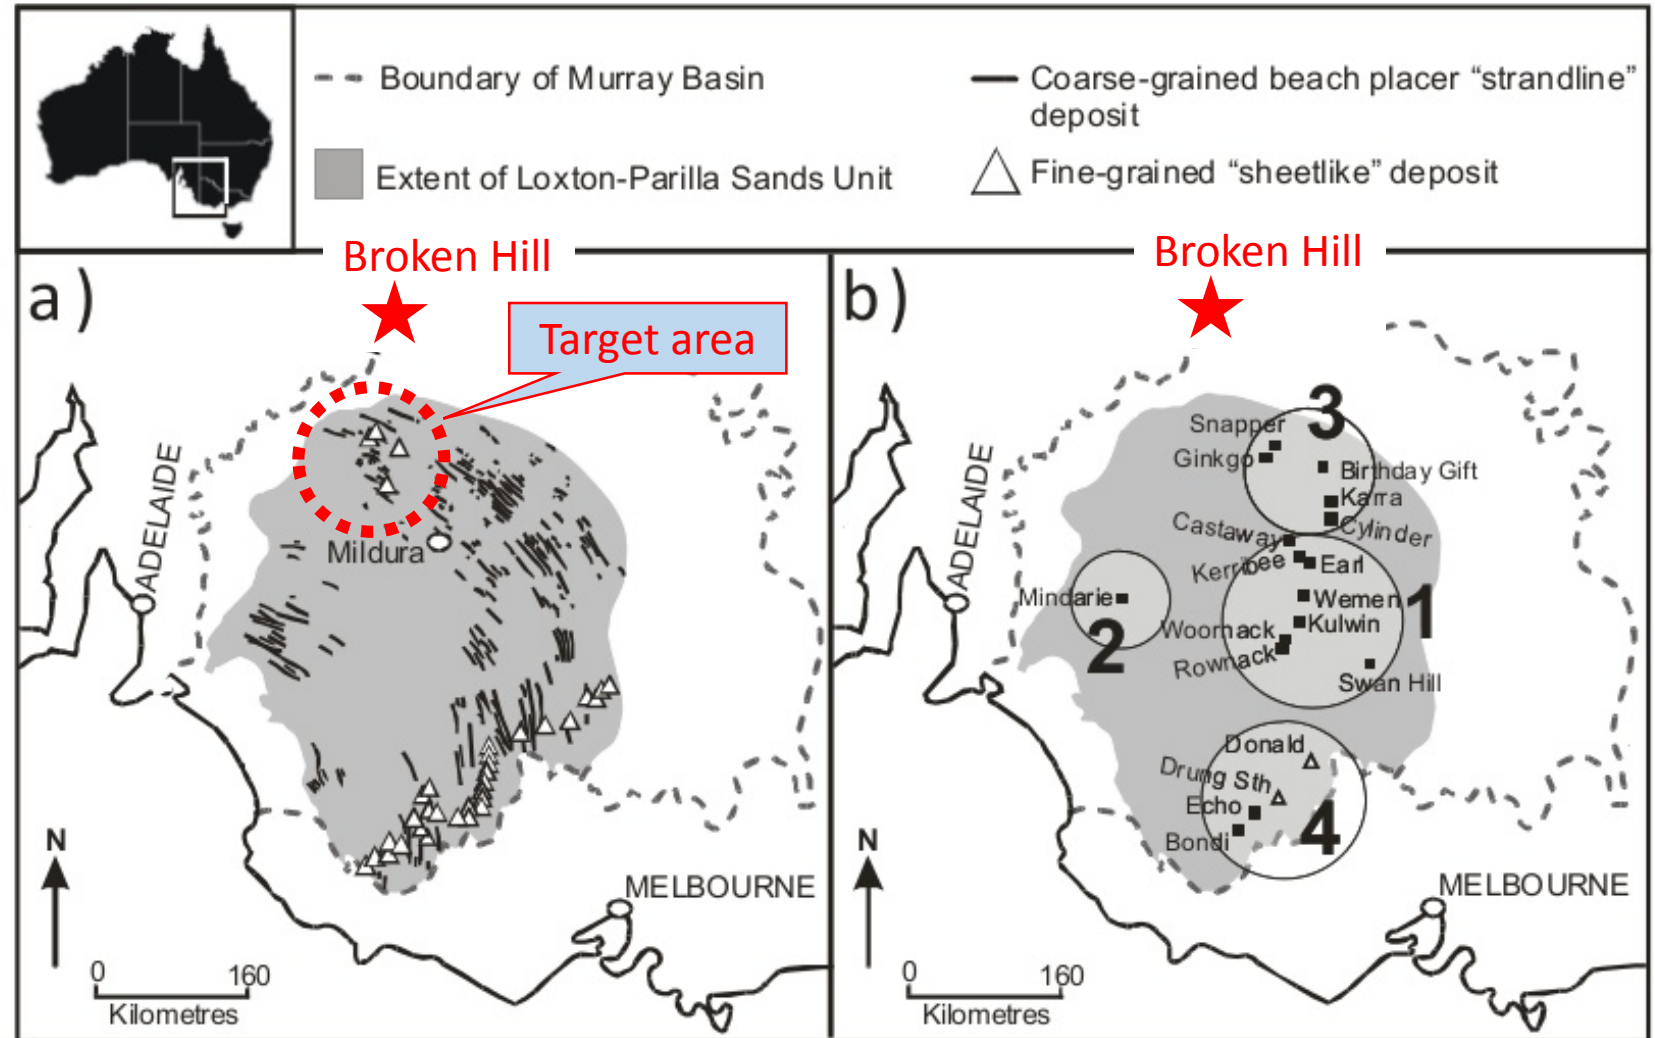 Boundary of Murray Basin
Extent of Loxton-Parilla Sands Unit
Coarse-grained beach placer “strandline”
deposit
Fine-grained “sheetlike” deposit
Broken Hill
a)
Target area
ADELAIDE
Mildura
N
MELBOURNE
0 160
Kilometres
Broken Hill
b)
3
Snapper
Ginkgo
Birthday Gift
Karra
Cylinder
Castaway
Kerribee
Earl
ADELAIDE
Mindarie
2
Wemen
1
Kulwin
Woornack
Rownack
Swan Hill
Donald
Drung Sth
Echo
4
Bondi
N
MELBOURNE
0 160
Kilometres